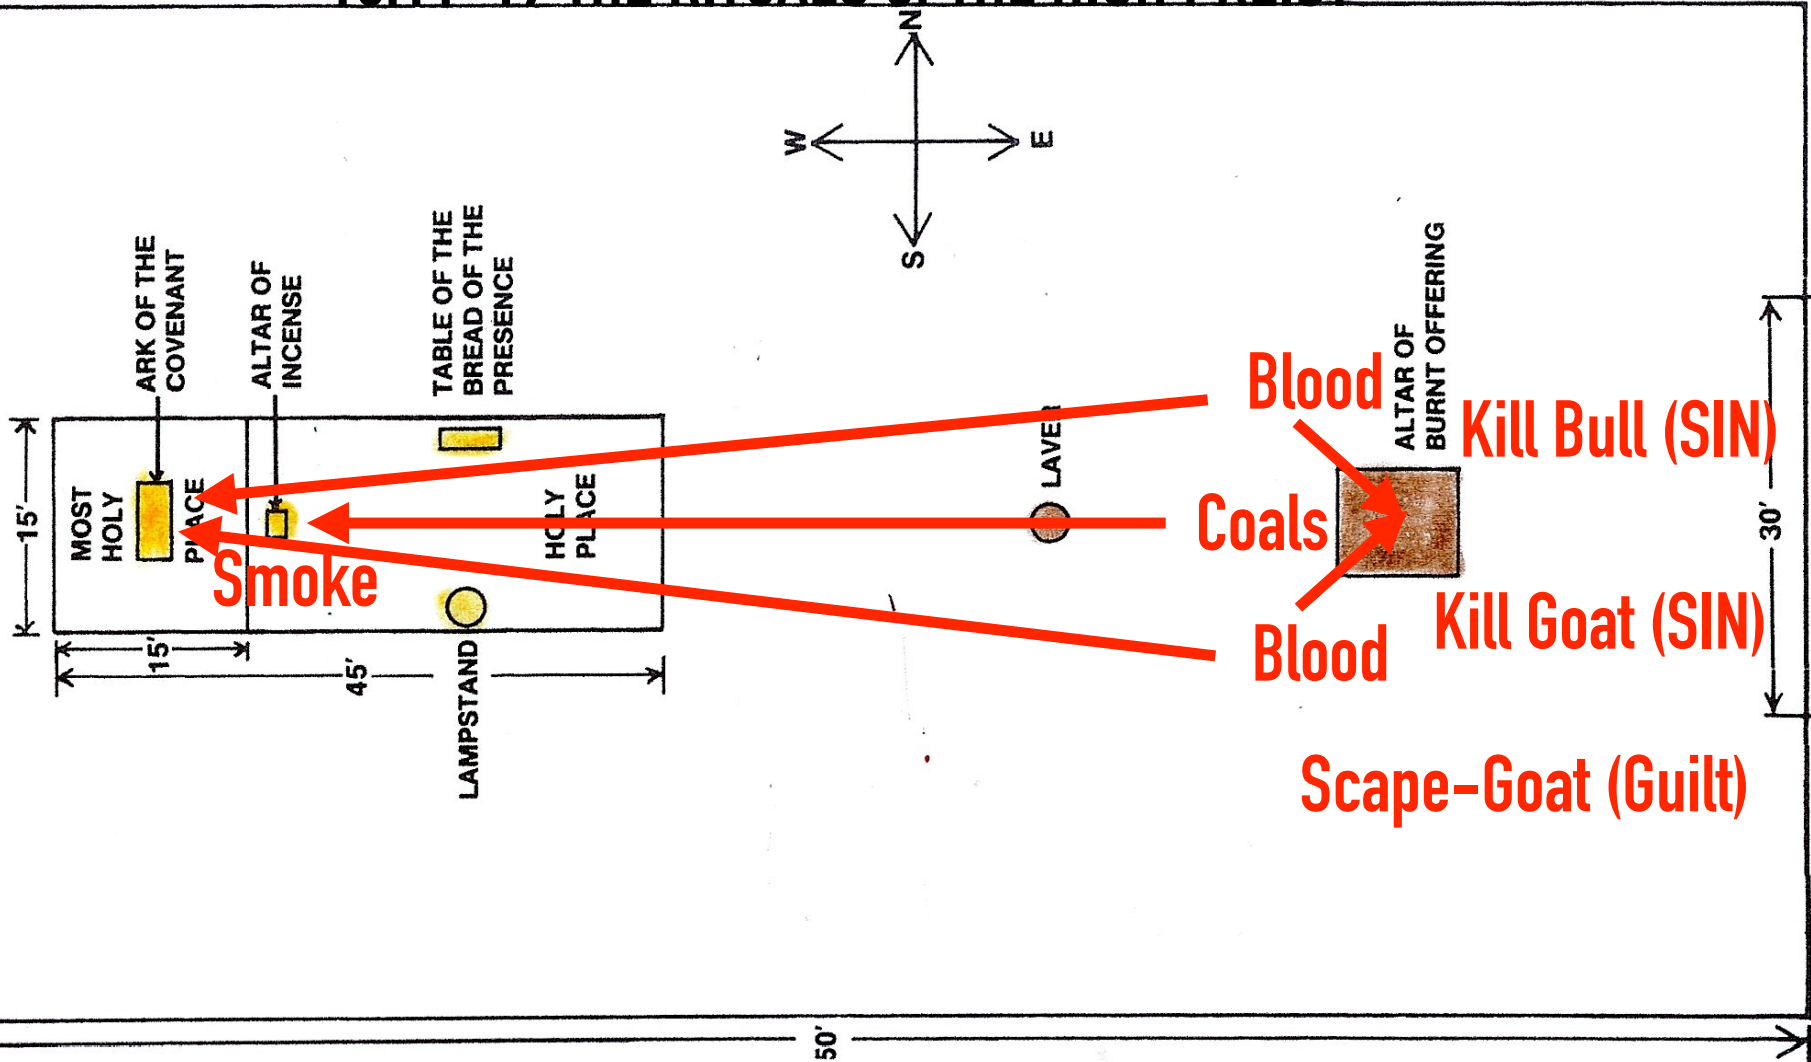 N
W
E
S
ARK OF THE
COVENANT
ALTAR OF
INCENSE
TABLE OF THE
BREAD OF THE
PRESENCE
ALTAR OF
BURNT OFFERING
Blood
Kill Bull (SIN)
LAVER
15'
MOST
HOLY
PLACE
HOLY
PLACE
Coals
30'
Smoke
Kill Goat (SIN)
Blood
15'
45'
LAMPSTAND
Scape-Goat (Guilt)
50'